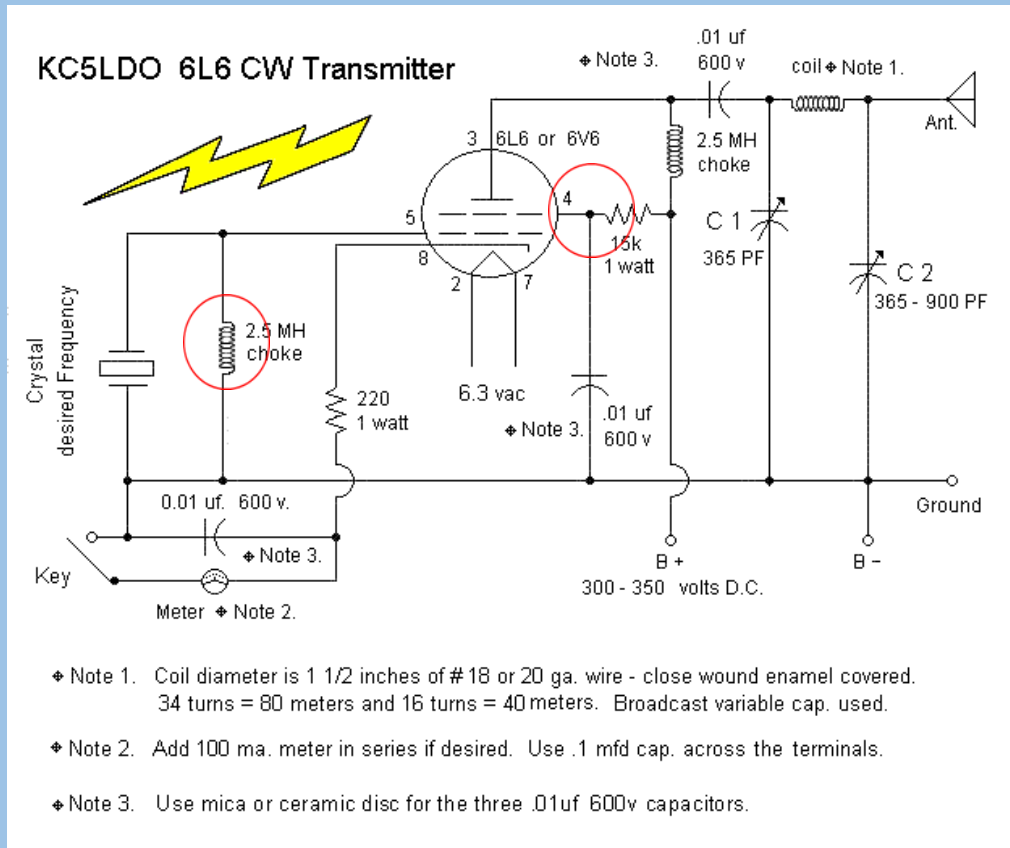 KC5LDO 6L6 CW Transmitter
⌖ Note 3.
.01 uf
600 v
coil ⌖ Note 1.
Ant.
3
6L6 or 6V6
2.5 MH
choke
4
5
8
2
7
15k
1 watt
C 1
365 PF
C 2
365 - 900 PF
Crystal
desired Frequency
2.5 MH
choke
220
1 watt
6.3 vac
⌖ Note 3.
.01 uf
600 v
0.01 uf. 600 v.
⌖ Note 3.
Ground
Key
Meter ⌖ Note 2.
B +
B -
300 - 350 volts D.C.
⌖ Note 1. Coil diameter is 1 1/2 inches of # 18 or 20 ga. wire - close wound enamel covered.
34 turns = 80 meters and 16 turns = 40 meters. Broadcast variable cap. used.
⌖ Note 2. Add 100 ma. meter in series if desired. Use .1 mfd cap. across the terminals.
⌖ Note 3. Use mica or ceramic disc for the three .01uf 600v capacitors.